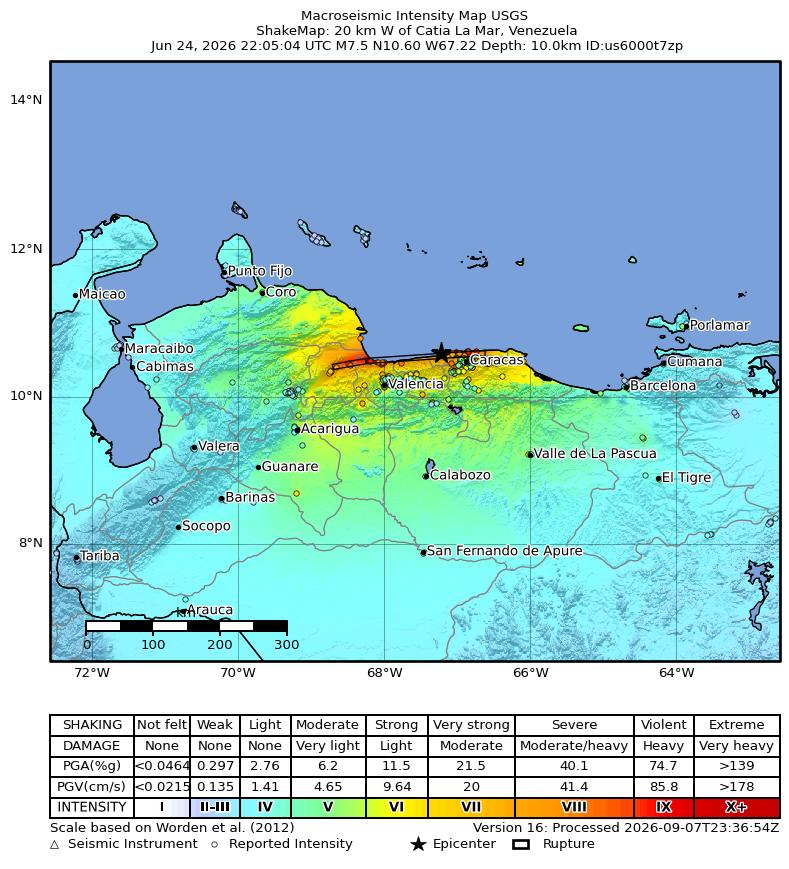 Macroseismic Intensity Map USGS
ShakeMap: 20 km W of Catia La Mar, Venezuela
Jun 24, 2026 22:05:04 UTC M7.5 N10.60 W67.22 Depth: 10.0km ID:us6000t7zp
14°N
12°N
Punto Fijo
Maicao
Coro
Porlamar
Maracaibo
Cabimas
Caracas
Cumana
Valencia
Barcelona
10°N
Acarigua
Valera
Valle de La Pascua
Guanare
Calabozo
El Tigre
Barinas
Socopo
8°N
San Fernando de Apure
Tariba
Arauca
km
0 100 200 300
72°W 70°W 68°W 66°W 64°W
SHAKING Not felt Weak Light Moderate Strong Very strong Severe Violent Extreme
DAMAGE None None None Very light Light Moderate Moderate/heavy Heavy Very heavy
PGA(%g) <0.0464 0.297 2.76 6.2 11.5 21.5 40.1 74.7 >139
PGV(cm/s) <0.0215 0.135 1.41 4.65 9.64 20 41.4 85.8 >178
INTENSITY I II-III IV V VI VII VIII IX X+
Scale based on Worden et al. (2012) Version 16: Processed 2026-09-07T23:36:54Z
Seismic Instrument Reported Intensity Epicenter Rupture